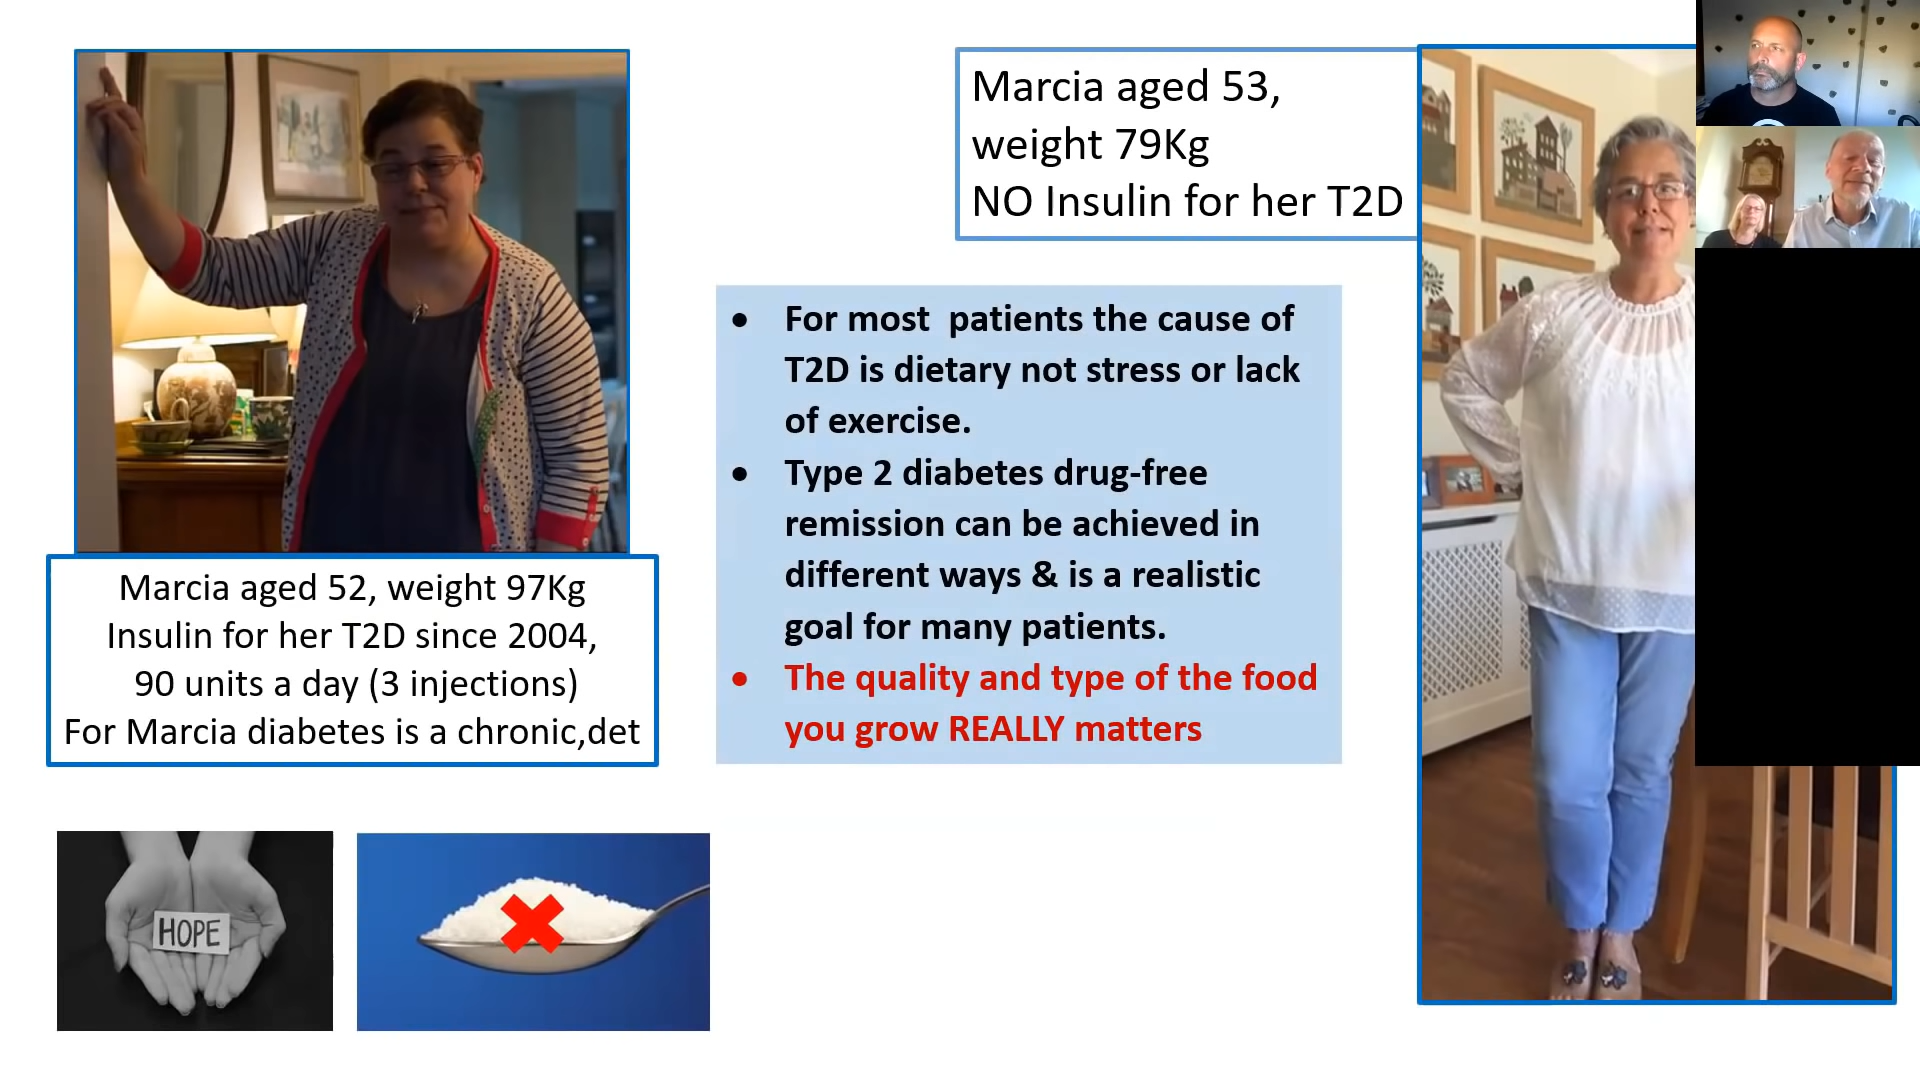 Marcia aged 52, weight 97Kg
Insulin for her T2D since 2004,
90 units a day (3 injections)
For Marcia diabetes is a chronic,det
HOPE
Marcia aged 53,
weight 79Kg
NO Insulin for her T2D
• For most  patients the cause of
T2D is dietary not stress or lack
of exercise.
• Type 2 diabetes drug-free
remission can be achieved in
different ways & is a realistic
goal for many patients.
• The quality and type of the food
you grow REALLY matters